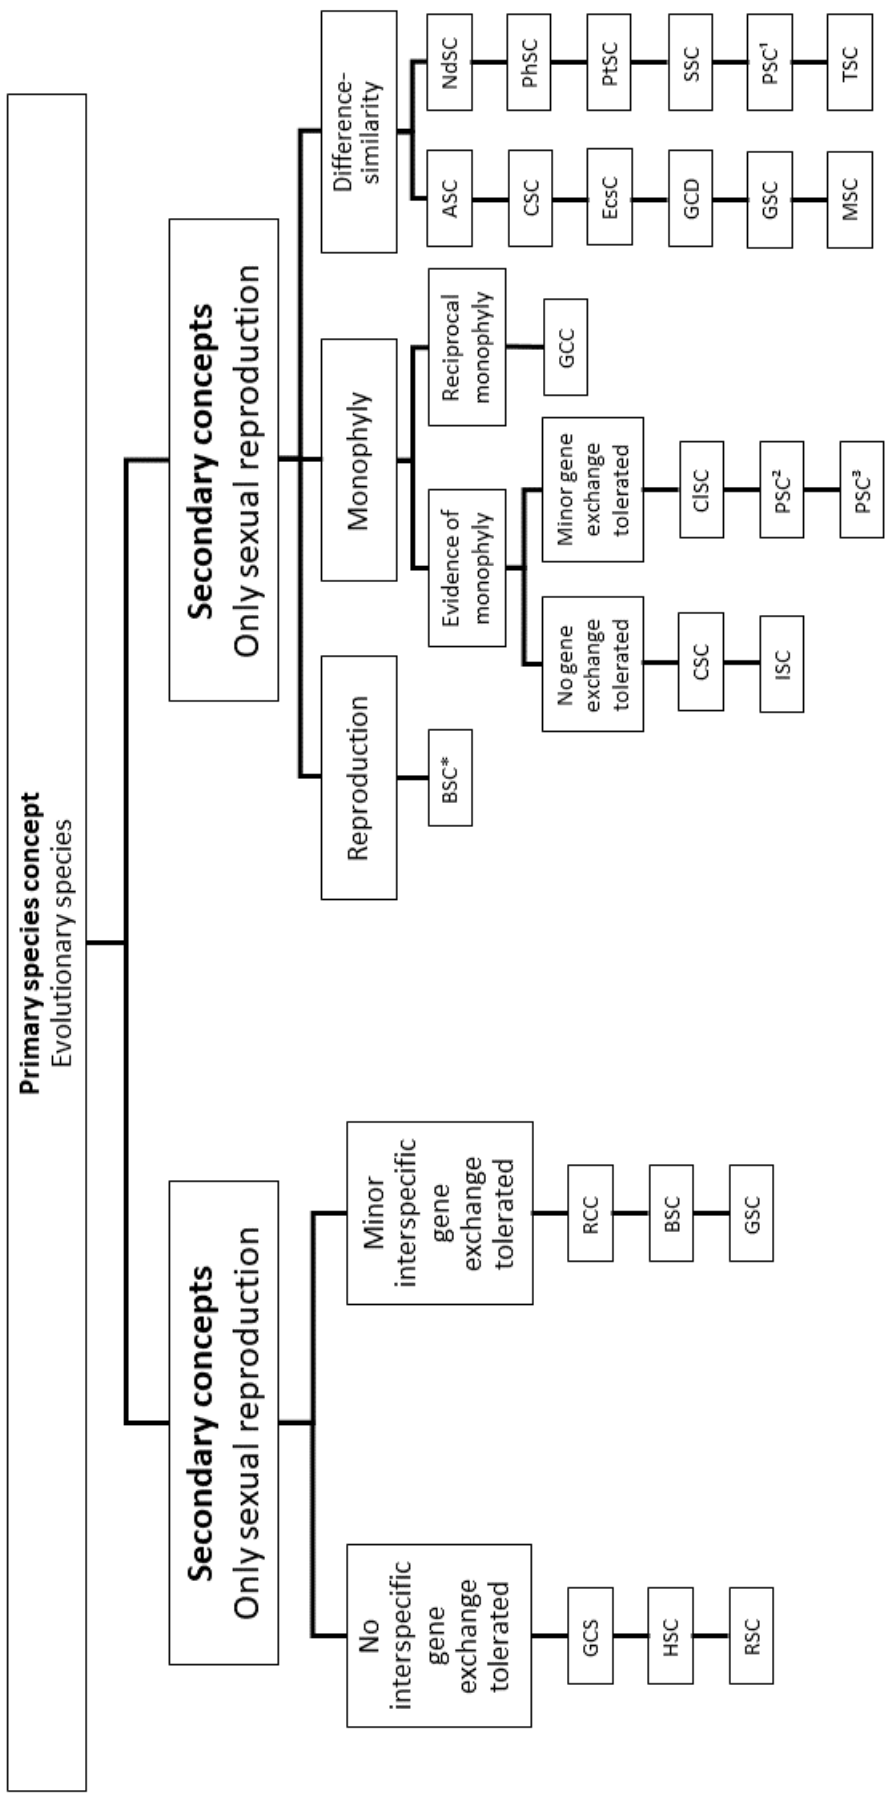 Primary species concept
Evolutionary species
Secondary concepts
Only sexual reproduction
No
interspecific
gene
exchange
tolerated
GCS
HSC
RSC
Minor
interspecific
gene
exchange
tolerated
RCC
BSC
GSC
Secondary concepts
Only sexual reproduction
Reproduction
BSC*
Monophyly
Evidence of
monophyly
No gene
exchange
tolerated
CSC
ISC
Minor gene
exchange
tolerated
CISC
PSC²
PSC³
Reciprocal
monophyly
GCC
Difference-
similarity
ASC
CSC
EcsC
GCD
GSC
MSC
NdSC
PhSC
PtSC
SSC
PSC¹
TSC